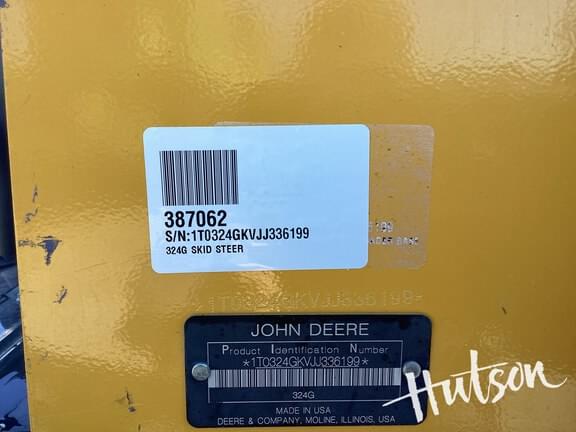 387062
S/N:1T0324GKVJJ336199
324G SKID STEER
1T0324GKVJJ336199
JOHN DEERE
Product Identification Number
*1T0324GKVJJ336199*
324G
MADE IN USA
DEERE & COMPANY, MOLINE, ILLINOIS, USA
Hutson